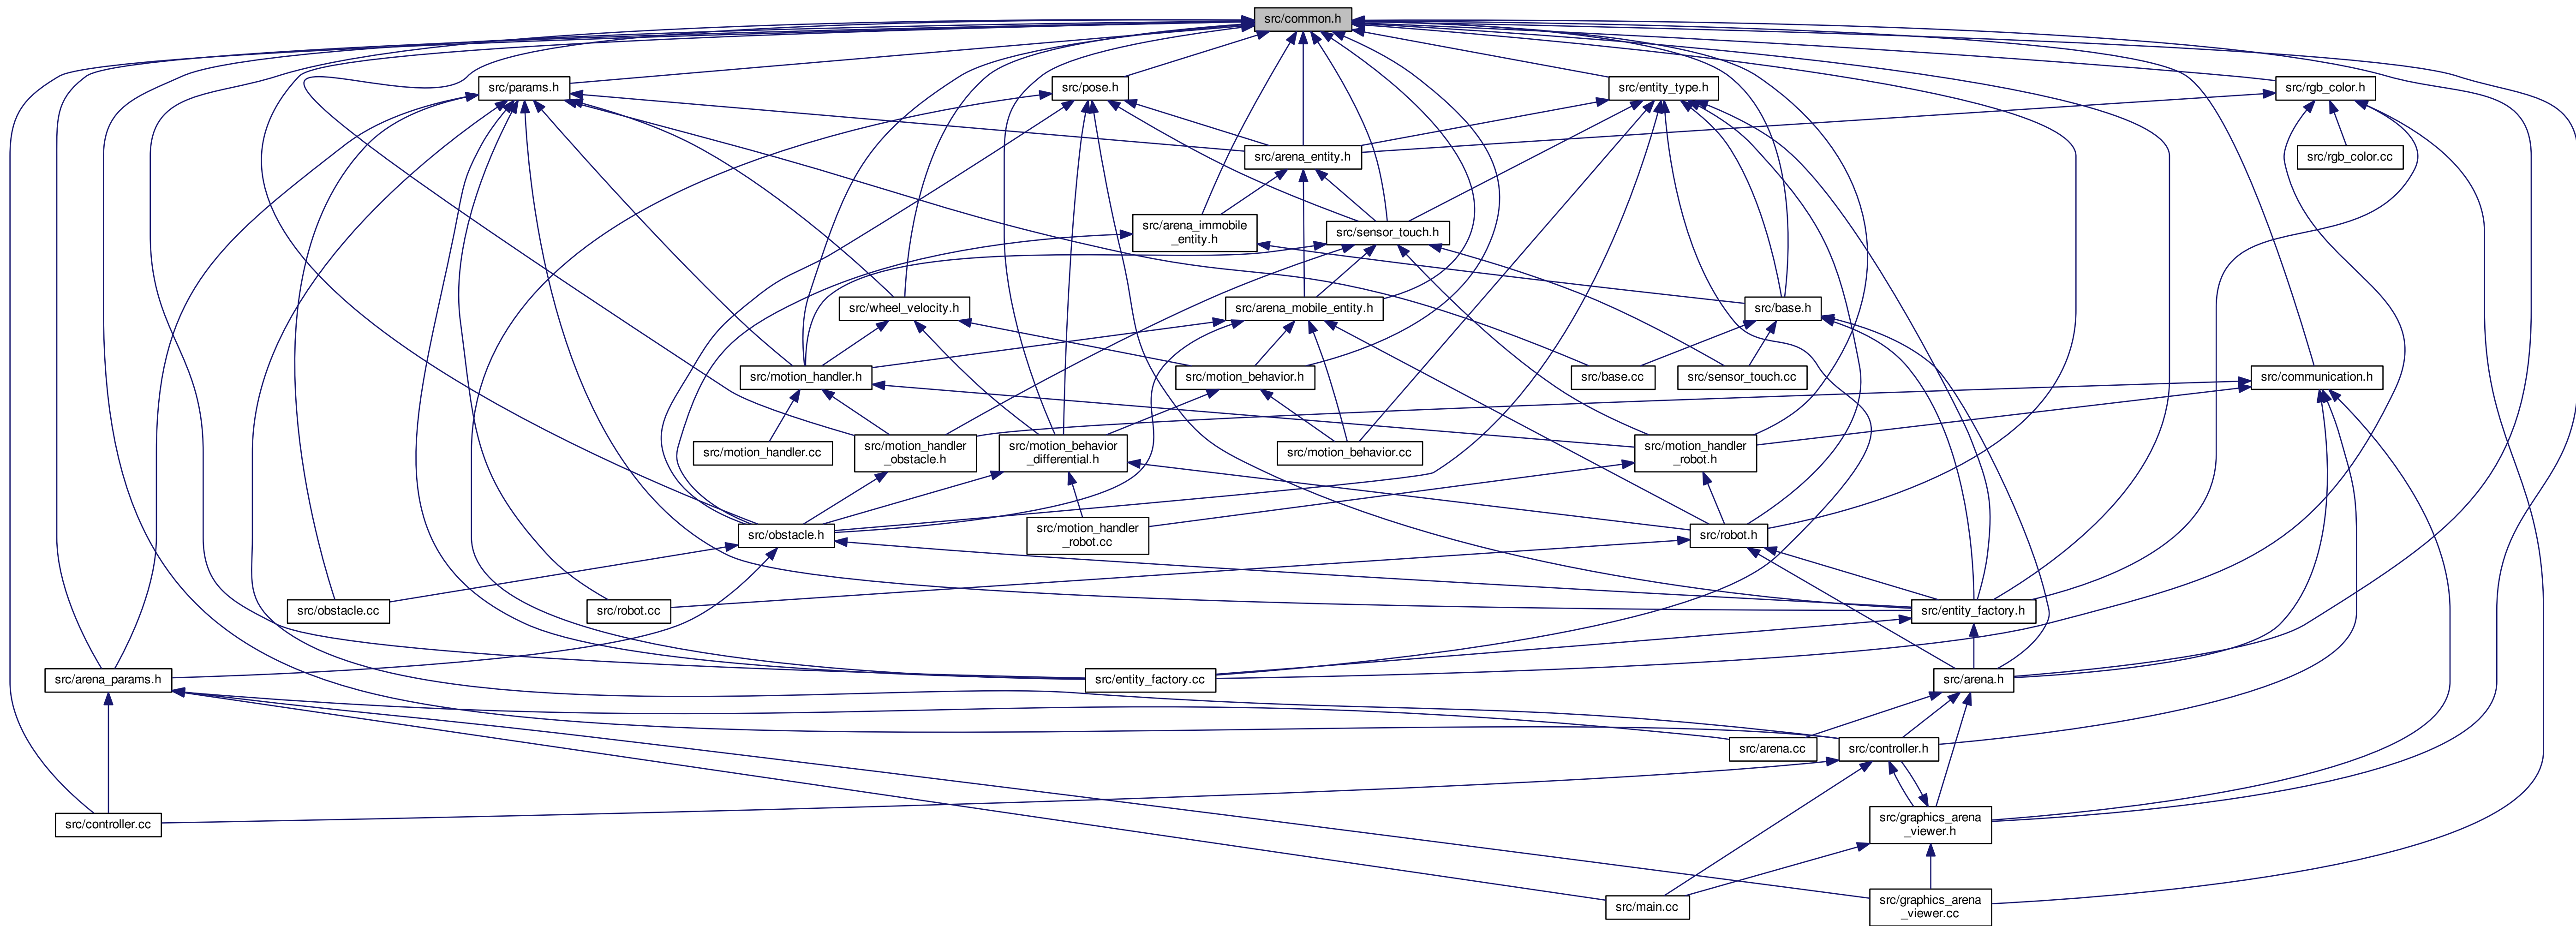 src/common.h
src/params.h
src/pose.h
src/entity_type.h
src/rgb_color.h
src/arena_entity.h
src/rgb_color.cc
src/arena_immobile
_entity.h
src/sensor_touch.h
src/wheel_velocity.h
src/arena_mobile_entity.h
src/base.h
src/motion_handler.h
src/motion_behavior.h
src/base.cc
src/sensor_touch.cc
src/communication.h
src/motion_handler.cc
src/motion_handler
_obstacle.h
src/motion_behavior
_differential.h
src/motion_behavior.cc
src/motion_handler
_robot.h
src/obstacle.h
src/motion_handler
_robot.cc
src/robot.h
src/obstacle.cc
src/robot.cc
src/entity_factory.h
src/arena_params.h
src/entity_factory.cc
src/arena.h
src/arena.cc
src/controller.h
src/controller.cc
src/graphics_arena
_viewer.h
src/main.cc
src/graphics_arena
_viewer.cc